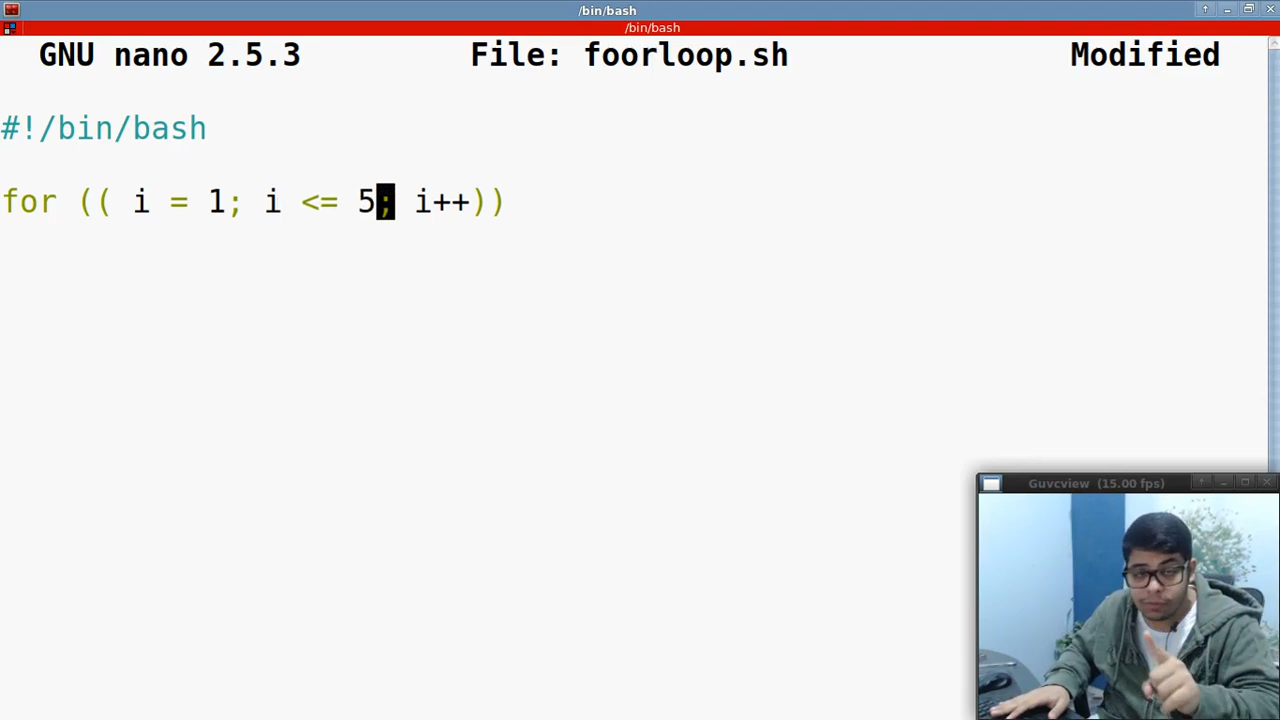 /bin/bash
/bin/bash
GNU nano 2.5.3 File: foorloop.sh Modified
#!/bin/bash
for (( i = 1; i <= 5; i++))
Guvcview (15.00 fps)